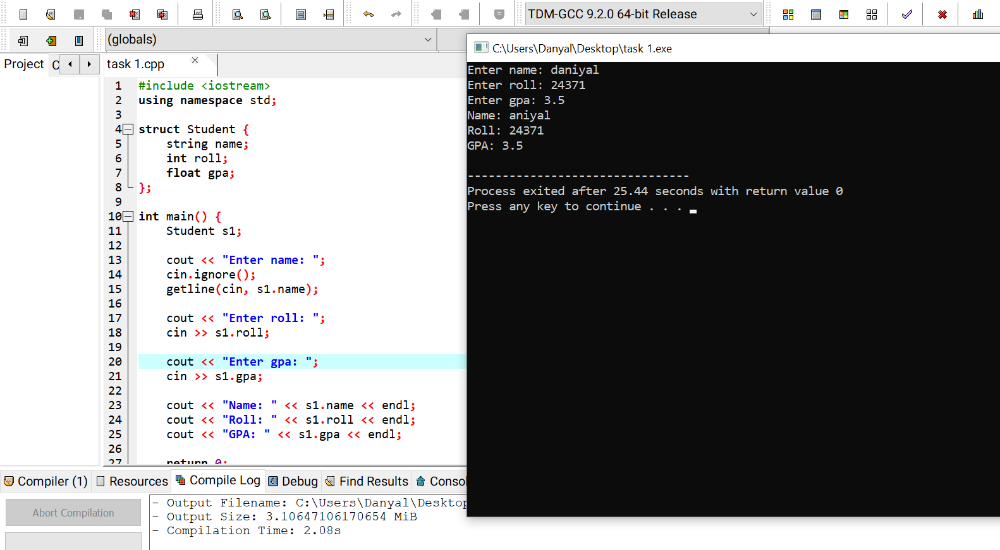 TDM-GCC 9.2.0 64-bit Release
(globals)
Project
C
task 1.cpp
1 #include <iostream>
2 using namespace std;
3
4 struct Student {
5 string name;
6 int roll;
7 float gpa;
8 };
9
10 int main() {
11 Student s1;
12
13 cout << "Enter name: ";
14 cin.ignore();
15 getline(cin, s1.name);
16
17 cout << "Enter roll: ";
18 cin >> s1.roll;
19
20 cout << "Enter gpa: ";
21 cin >> s1.gpa;
22
23 cout << "Name: " << s1.name << endl;
24 cout << "Roll: " << s1.roll << endl;
25 cout << "GPA: " << s1.gpa << endl;
26
27 return 0;
C:\Users\Danyal\Desktop\task 1.exe
Enter name: daniyal
Enter roll: 24371
Enter gpa: 3.5
Name: aniyal
Roll: 24371
GPA: 3.5
--------------------------------
Process exited after 25.44 seconds with return value 0
Press any key to continue . . .
Compiler (1) Resources Compile Log Debug Find Results Consol
Abort Compilation
- Output Filename: C:\Users\Danyal\Desktop
- Output Size: 3.10647106170654 MiB
- Compilation Time: 2.08s